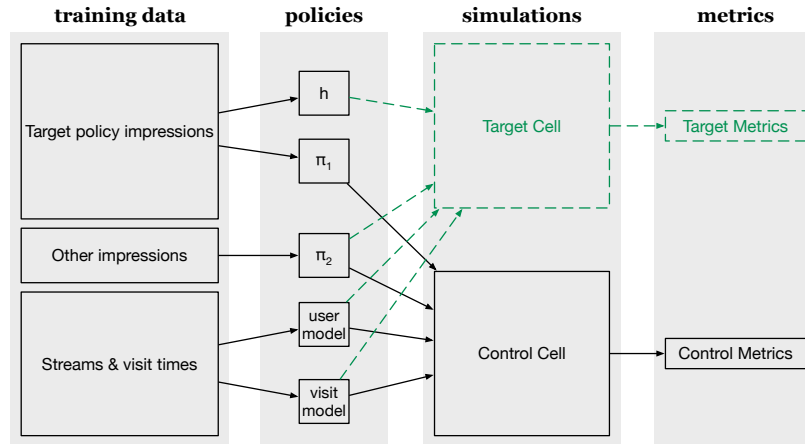 training data
policies
simulations
metrics
Target policy impressions
h
π1
Target Cell
Target Metrics
Other impressions
π2
Streams & visit times
user
model
visit
model
Control Cell
Control Metrics